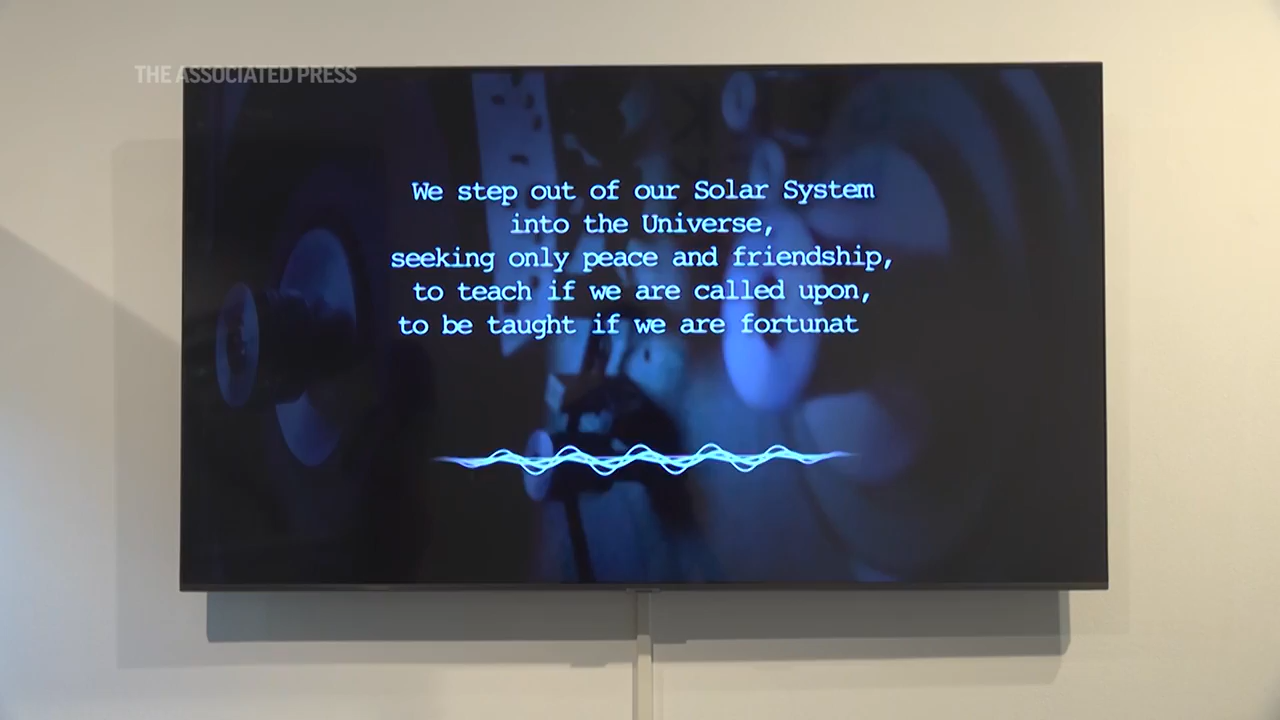 THE ASSOCIATED PRESS
We step out of our Solar System
into the Universe,
seeking only peace and friendship,
to teach if we are called upon,
to be taught if we are fortunat